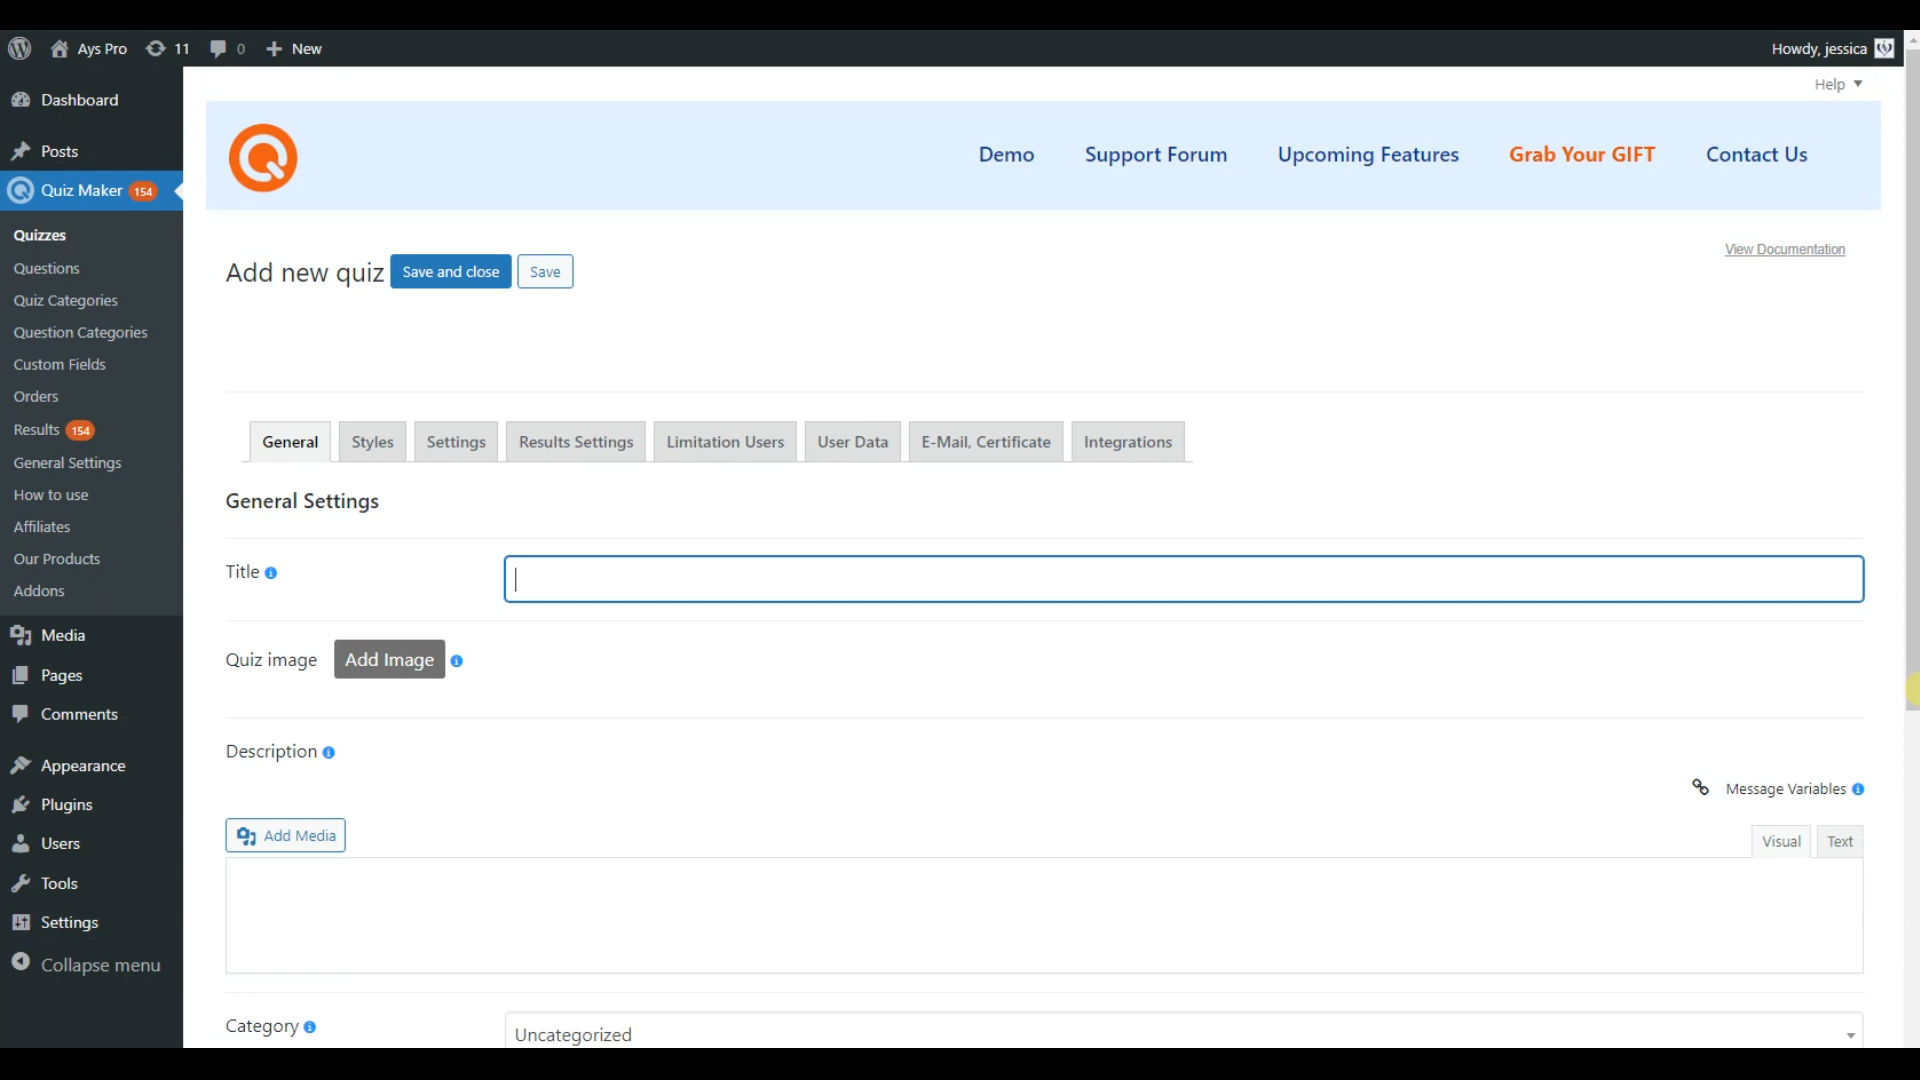 Ays Pro 11 0 New Howdy, jessica
Help
Dashboard
Posts
Quiz Maker 154
Quizzes
Questions
Quiz Categories
Question Categories
Custom Fields
Orders
Results 154
General Settings
How to use
Affiliates
Our Products
Addons
Media
Pages
Comments
Appearance
Plugins
Users
Tools
Settings
Collapse menu
Demo Support Forum Upcoming Features Grab Your GIFT Contact Us
View Documentation
Add new quiz Save and close Save
General Styles Settings Results Settings Limitation Users User Data E-Mail, Certificate Integrations
General Settings
Title
Quiz image Add Image
Description
Message Variables
Add Media Visual Text
Category Uncategorized